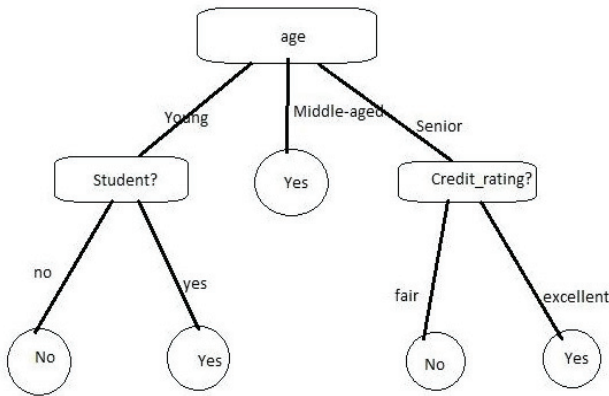 age
Young
Middle-aged
Senior
Student?
Yes
Credit_rating?
no
yes
fair
excellent
No
Yes
No
Yes